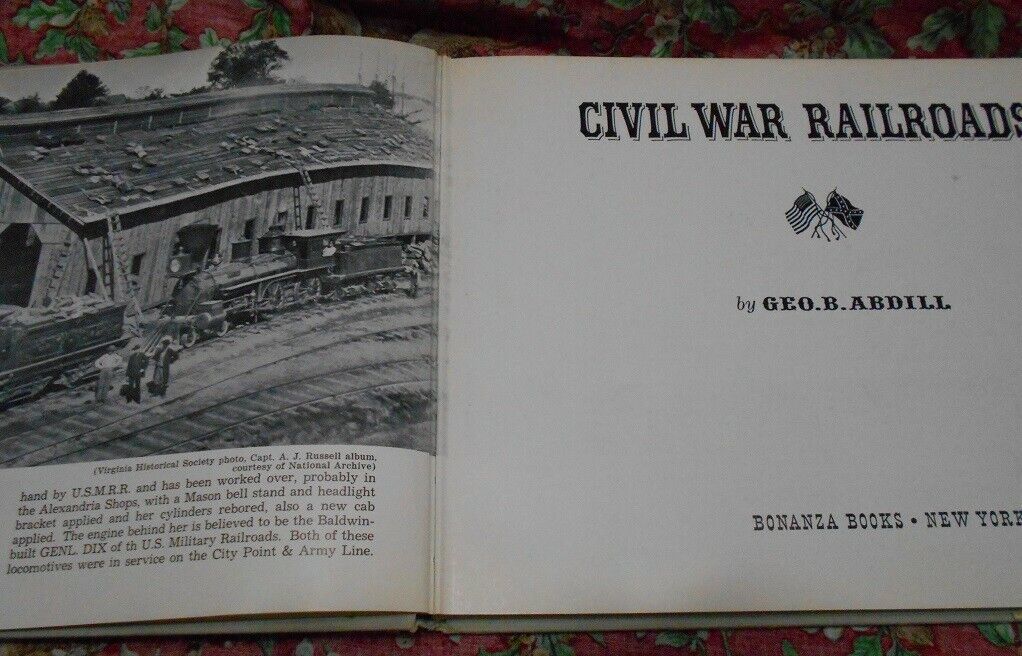 (Virginia Historical Society photo, Capt. A. J. Russell album,
courtesy of National Archive)
hand by U.S.M.R.R. and has been worked over, probably in
the Alexandria Shops, with a Mason bell stand and headlight
bracket applied and her cylinders rebored, also a new cab
applied. The engine behind her is believed to be the Baldwin-
built GENL. DIX of th U.S. Military Railroads. Both of these
locomotives were in service on the City Point & Army Line.
CIVIL WAR RAILROADS
by GEO. B. ABDILL
BONANZA BOOKS • NEW YORK